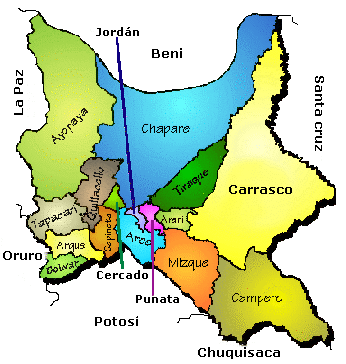 Jordán
Beni
La Paz
Santa cruz
Ayopaya
Chapare
Tiraque
Quillacollo
Carrasco
Tapacarí
Arani
Capinota
Arce
Arque
Oruro
Bolivar
Mizque
Cercado
Punata
Campero
Potosí
Chuquisaca